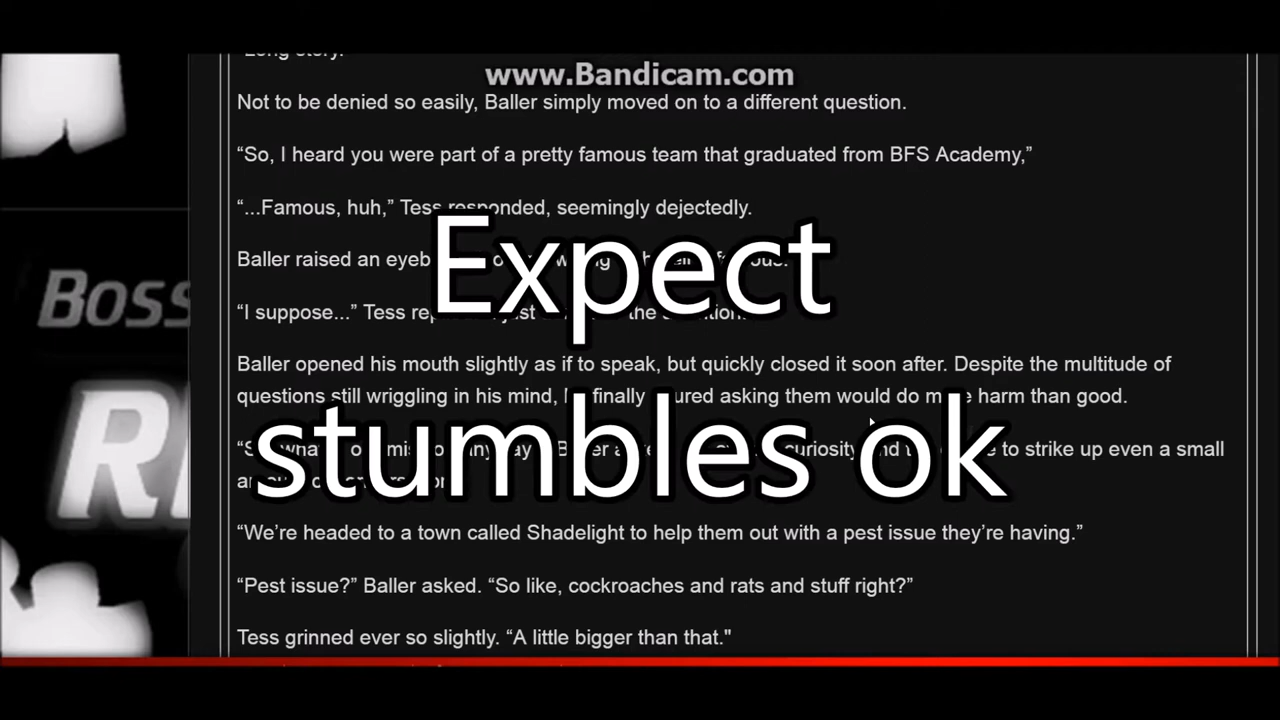 www.Bandicam.com
Not to be denied so easily, Baller simply moved on to a different question.
“So, I heard you were part of a pretty famous team that graduated from BFS Academy,”
“...Famous, huh,” Tess responded, seemingly dejectedly.
Baller raised an
“I suppose...” Tess just the
Baller opened his mouth slightly as if to speak, but quickly closed it soon after. Despite the multitude of
questions still wriggling in his mind, finally asking them would do more harm than good.
curiosity to strike up even a small
“We’re headed to a town called Shadelight to help them out with a pest issue they’re having.”
“Pest issue?” Baller asked. “So like, cockroaches and rats and stuff right?”
Tess grinned ever so slightly. “A little bigger than that."
Expect
stumbles ok